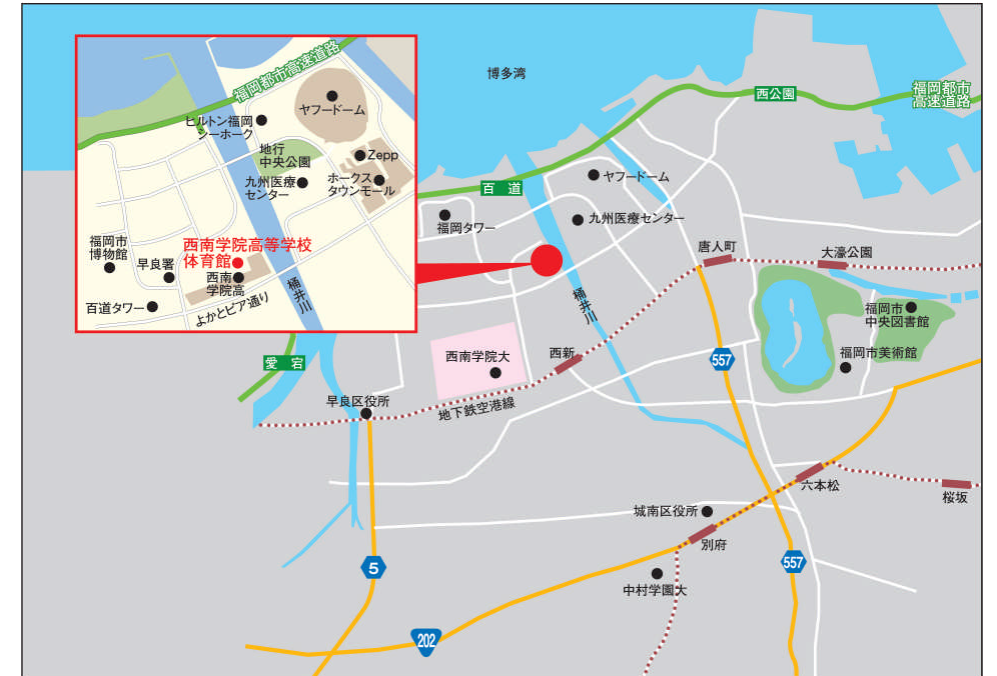 福岡都市高速道路
ヤフードーム
ヒルトン福岡
シーホーク
地行
中央公園
Zepp
九州医療
センター
ホークス
タウンモール
福岡市
博物館
西南学院高等学校
体育館
早良署
西南
学院高
百道タワー
よかとピア通り
樋井川
博多湾
西公園
福岡都市
高速道路
百道
ヤフードーム
福岡タワー
九州医療センター
唐人町
大濠公園
樋井川
福岡市
中央図書館
愛宕
西南学院大
西新
557
福岡市美術館
早良区役所
地下鉄空港線
六本松
桜坂
城南区役所
別府
5
557
中村学園大
202